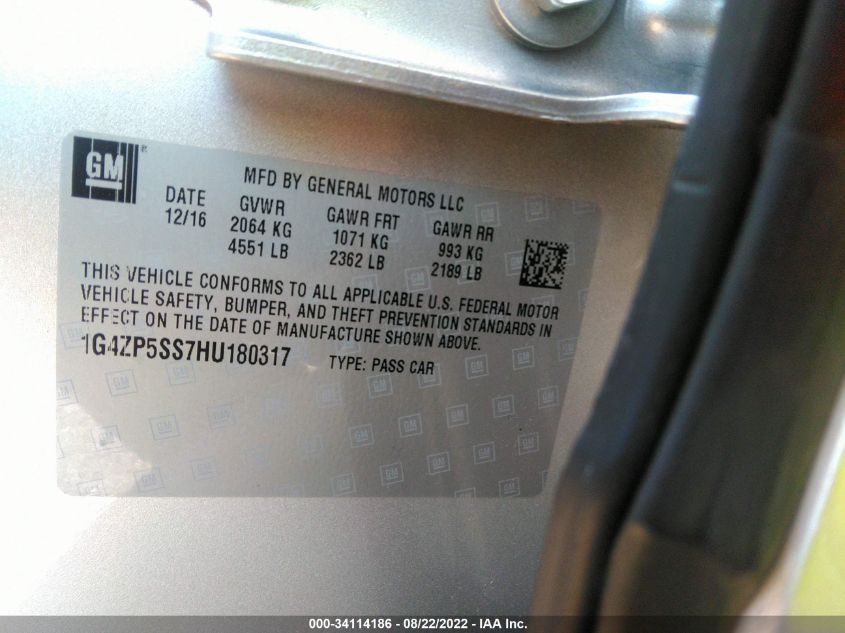 GM®
MFD BY GENERAL MOTORS LLC
DATE GVWR GAWR FRT GAWR RR
12/16 2064 KG 1071 KG 993 KG
4551 LB 2362 LB 2189 LB
THIS VEHICLE CONFORMS TO ALL APPLICABLE U.S. FEDERAL MOTOR
VEHICLE SAFETY, BUMPER, AND THEFT PREVENTION STANDARDS IN
EFFECT ON THE DATE OF MANUFACTURE SHOWN ABOVE.
1G4ZP5SS7HU180317 TYPE: PASS CAR
000-34114186 - 08/22/2022 - IAA Inc.